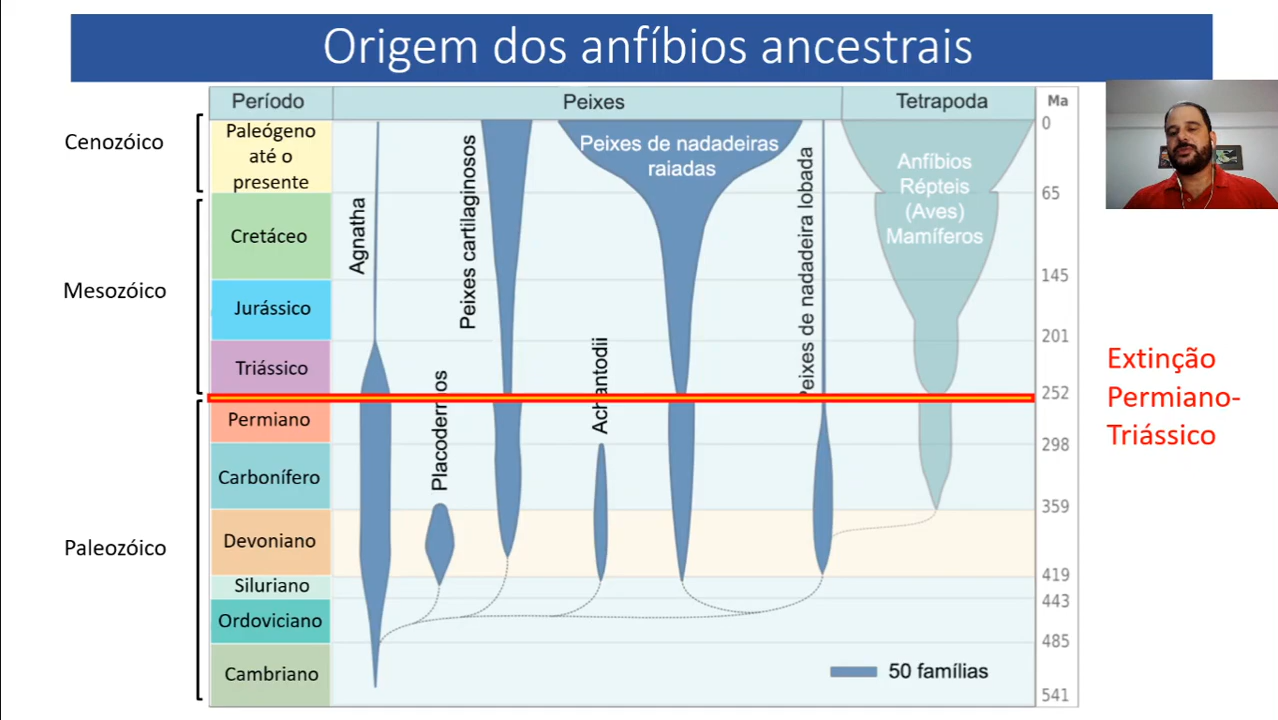 Origem dos anfíbios ancestrais
Período
Peixes
Tetrapoda
Ma
Cenozóico
Paleógeno
até o
presente
Cretáceo
Mesozóico
Jurássico
Triássico
Permiano
Carbonífero
Paleozóico
Devoniano
Siluriano
Ordoviciano
Cambriano
Agnatha
Placodermos
Peixes cartilaginosos
Achantodii
Peixes de nadadeiras
raiadas
Peixes de nadadeira lobada
Anfíbios
Répteis
(Aves)
Mamíferos
0
65
145
201
252
298
359
419
443
485
541
50 famílias
Extinção
Permiano-
Triássico